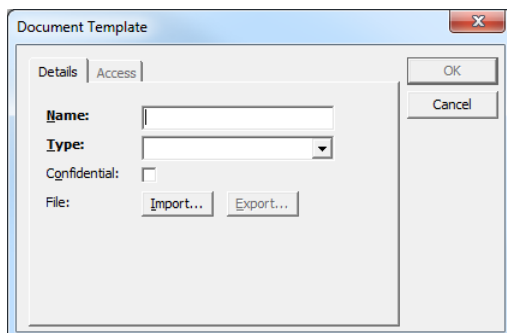 Document Template
Details Access
OK
Cancel
Name:
Type:
Confidential:
File: Import... Export...